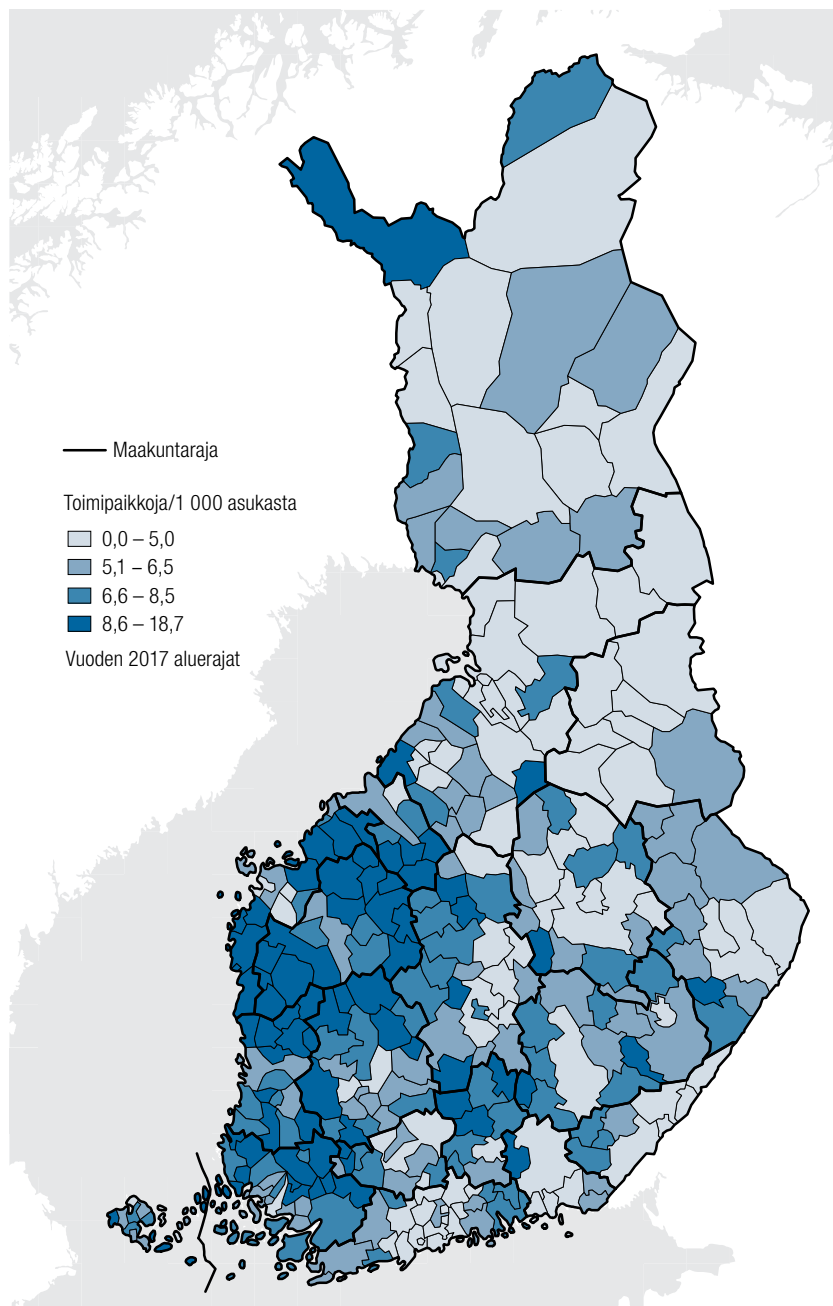 Maakuntaraja
Toimipaikkoja/1 000 asukasta
0,0 – 5,0
5,1 – 6,5
6,6 – 8,5
8,6 – 18,7
Vuoden 2017 aluerajat